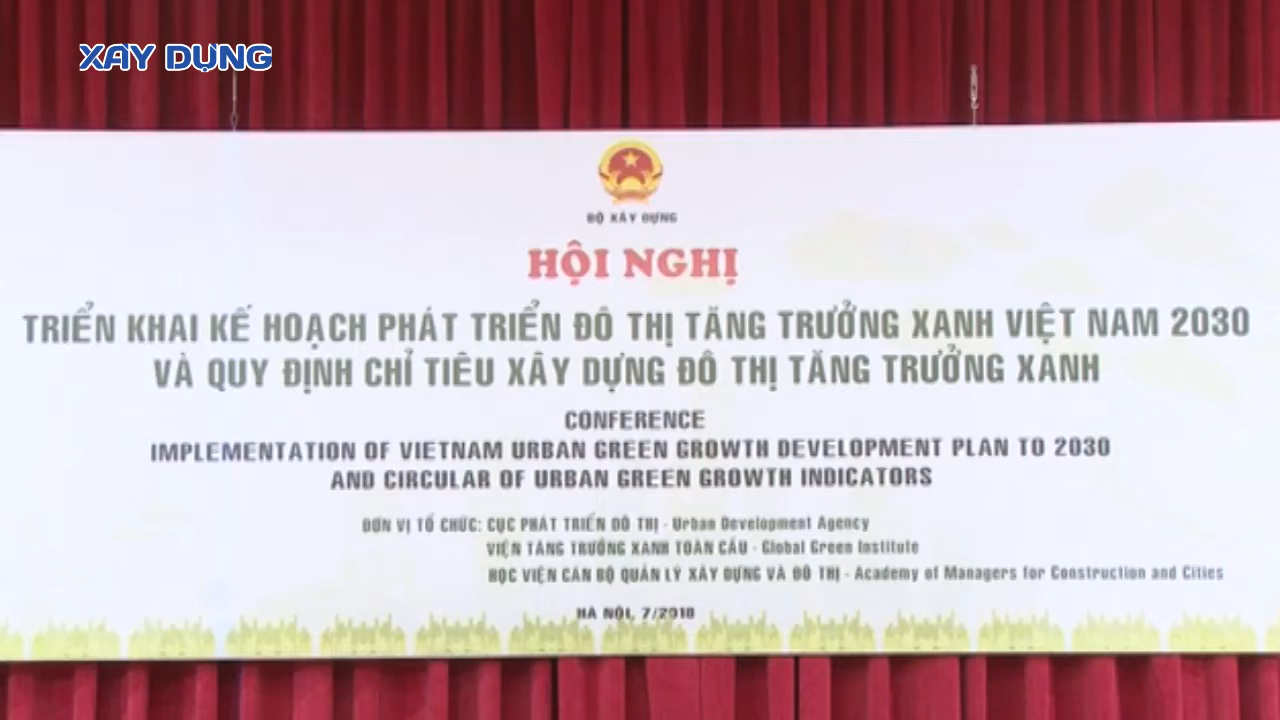 XAY DỰNG
BỘ XÂY DỰNG
HỘI NGHỊ
TRIỂN KHAI KẾ HOẠCH PHÁT TRIỂN ĐÔ THỊ TĂNG TRƯỞNG XANH VIỆT NAM 2030
VÀ QUY ĐỊNH CHỈ TIÊU XÂY DỰNG ĐÔ THỊ TĂNG TRƯỞNG XANH
CONFERENCE
IMPLEMENTATION OF VIETNAM URBAN GREEN GROWTH DEVELOPMENT PLAN TO 2030
AND CIRCULAR OF URBAN GREEN GROWTH INDICATORS
ĐƠN VỊ TỔ CHỨC: CỤC PHÁT TRIỂN ĐÔ THỊ - Urban Development Agency
VIỆN TĂNG TRƯỞNG XANH TOÀN CẦU - Global Green Institute
HỌC VIỆN CÁN BỘ QUẢN LÝ XÂY DỰNG VÀ ĐÔ THỊ - Academy of Managers for Construction and Cities
HÀ NỘI, 7/2018